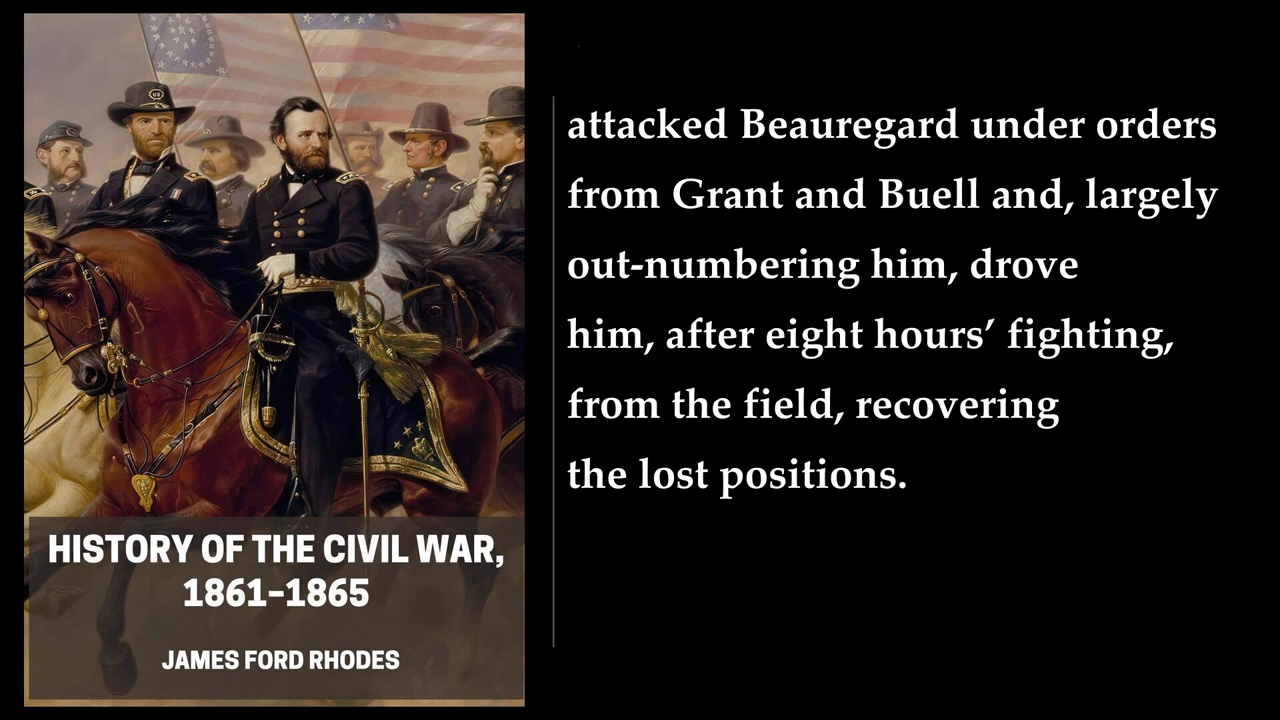 attacked Beauregard under orders
from Grant and Buell and, largely
out-numbering him, drove
him, after eight hours’ fighting,
from the field, recovering
the lost positions.
HISTORY OF THE CIVIL WAR,
1861–1865
JAMES FORD RHODES